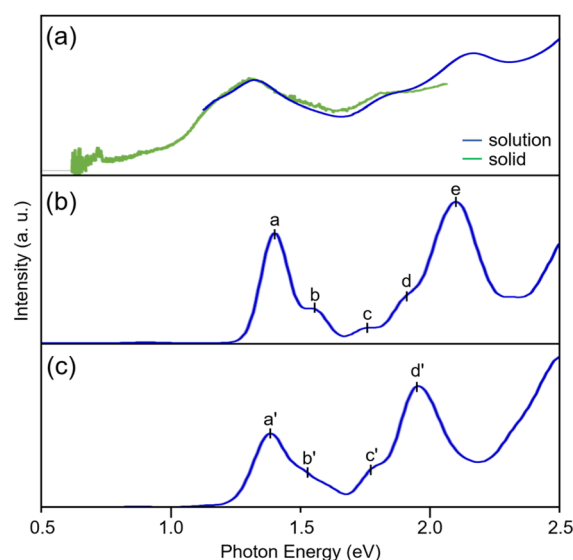 (a)
solution
solid
(b)
a
b
c
d
e
(c)
a'
b'
c'
d'
0.5 1.0 1.5 2.0 2.5
Photon Energy (eV)
Intensity (a. u.)